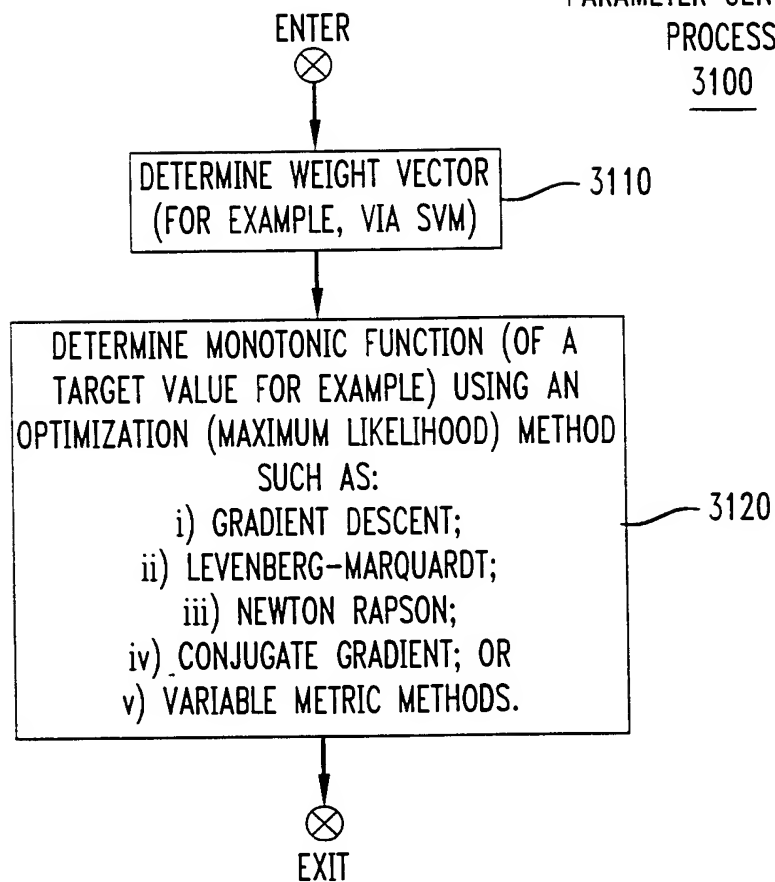 PROCESS
3100
ENTER
DETERMINE WEIGHT VECTOR
(FOR EXAMPLE, VIA SVM)
3110
DETERMINE MONOTONIC FUNCTION (OF A
TARGET VALUE FOR EXAMPLE) USING AN
OPTIMIZATION (MAXIMUM LIKELIHOOD) METHOD
SUCH AS:
i) GRADIENT DESCENT;
ii) LEVENBERG-MARQUARDT;
iii) NEWTON RAPSON;
iv) CONJUGATE GRADIENT; OR
v) VARIABLE METRIC METHODS.
3120
EXIT